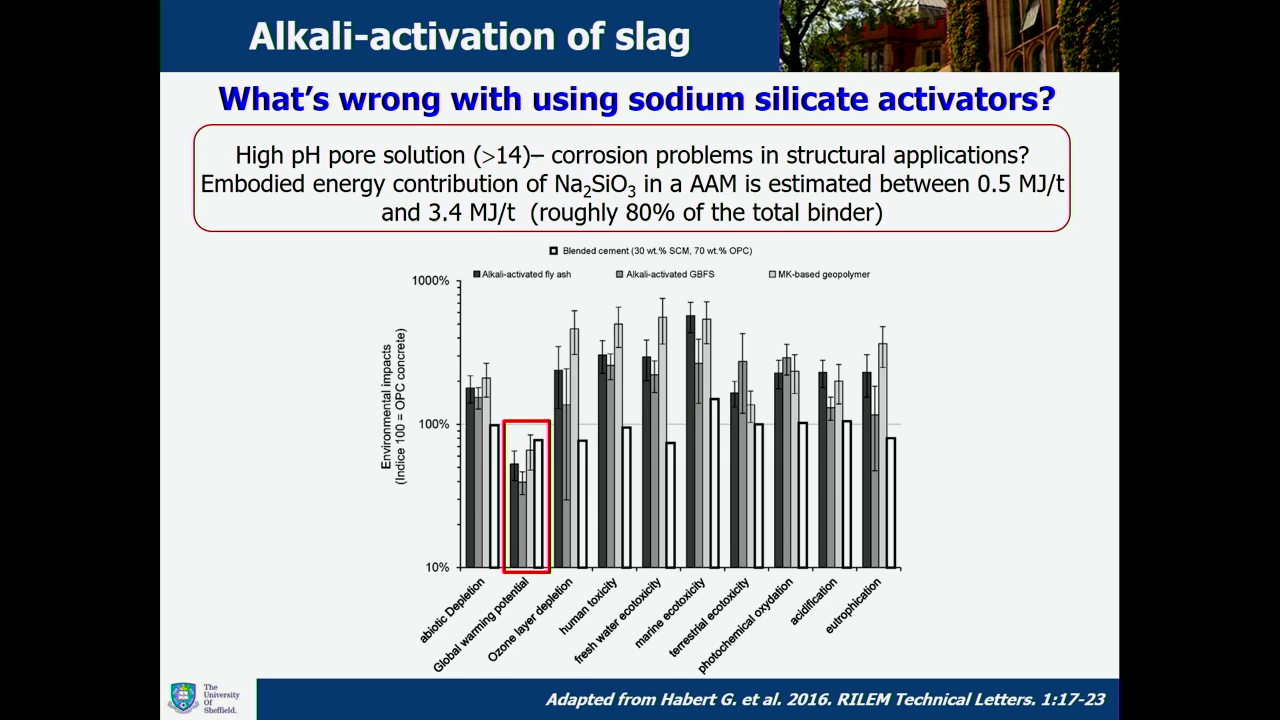 Alkali-activation of slag
What's wrong with using sodium silicate activators?
High pH pore solution (>14)– corrosion problems in structural applications?
Embodied energy contribution of Na₂SiO₃ in a AAM is estimated between 0.5 MJ/t
and 3.4 MJ/t (roughly 80% of the total binder)
Blended cement (30 wt.% SCM, 70 wt.% OPC)
Alkali-activated fly ash
Alkali-activated GBFS
MK-based geopolymer
1000%
100%
10%
Environmental impacts
(Indice 100 = OPC concrete)
abiotic Depletion
Global warming potential
Ozone layer depletion
human toxicity
fresh water ecotoxicity
marine ecotoxicity
terrestrial ecotoxicity
photochemical oxydation
acidification
eutrophication
The
University
Of
Sheffield.
Adapted from Habert G. et al. 2016. RILEM Technical Letters. 1:17-23